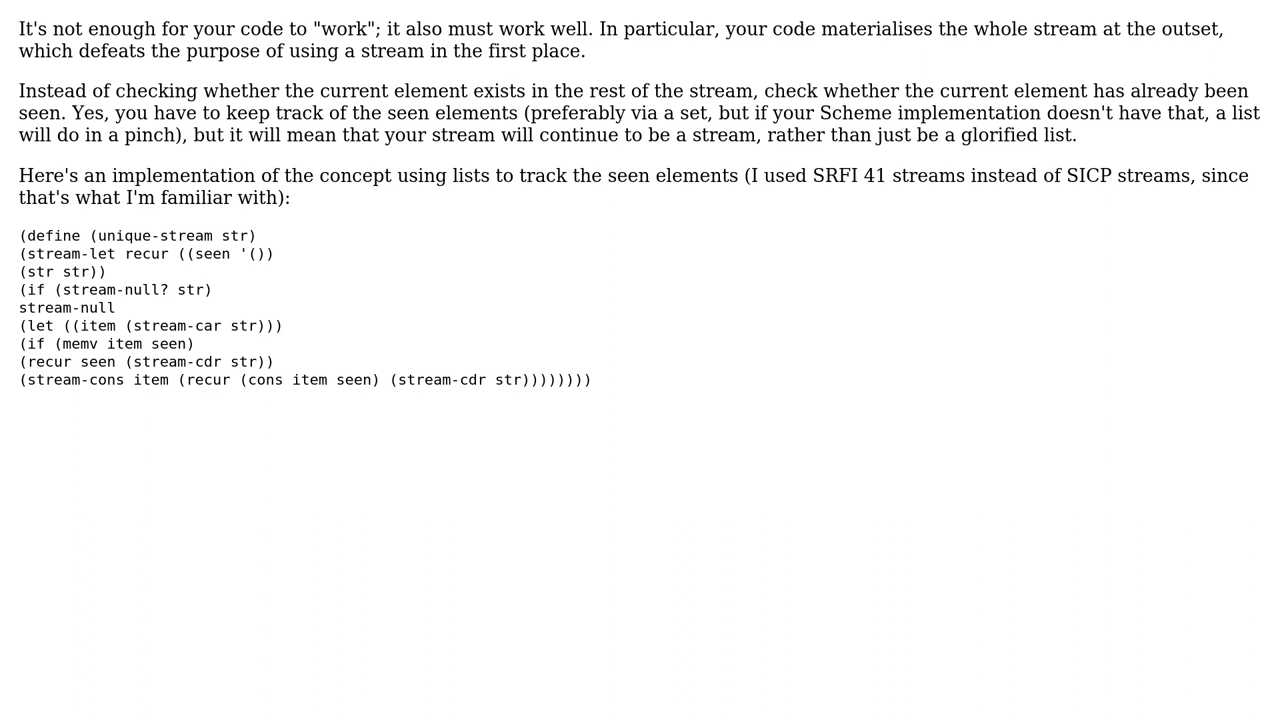 It's not enough for your code to "work"; it also must work well. In particular, your code materialises the whole stream at the outset,
which defeats the purpose of using a stream in the first place.
Instead of checking whether the current element exists in the rest of the stream, check whether the current element has already been
seen. Yes, you have to keep track of the seen elements (preferably via a set, but if your Scheme implementation doesn't have that, a list
will do in a pinch), but it will mean that your stream will continue to be a stream, rather than just be a glorified list.
Here's an implementation of the concept using lists to track the seen elements (I used SRFI 41 streams instead of SICP streams, since
that's what I'm familiar with):
(define (unique-stream str)
(stream-let recur ((seen '())
(str str))
(if (stream-null? str)
stream-null
(let ((item (stream-car str)))
(if (memv item seen)
(recur seen (stream-cdr str))
(stream-cons item (recur (cons item seen) (stream-cdr str))))))))